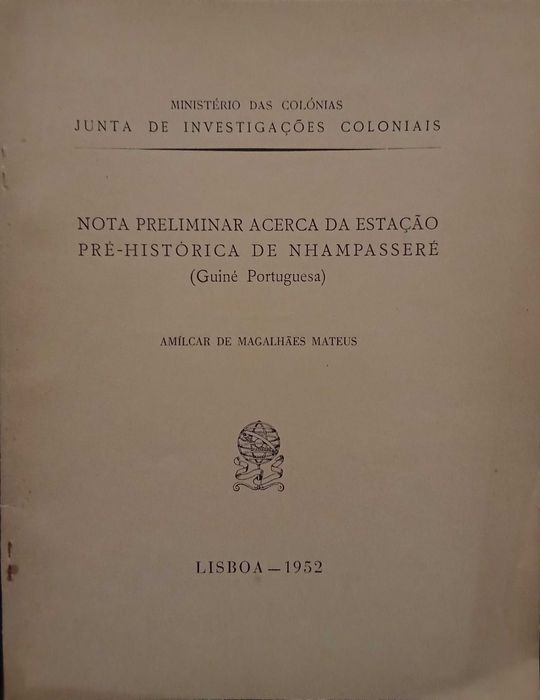 MINISTÉRIO DAS COLÓNIAS
JUNTA DE INVESTIGAÇÕES COLONIAIS
NOTA PRELIMINAR ACERCA DA ESTAÇÃO
PRÉ-HISTÓRICA DE NHAMPASSERÉ
(Guiné Portuguesa)
AMÍLCAR DE MAGALHÃES MATEUS
LISBOA — 1952